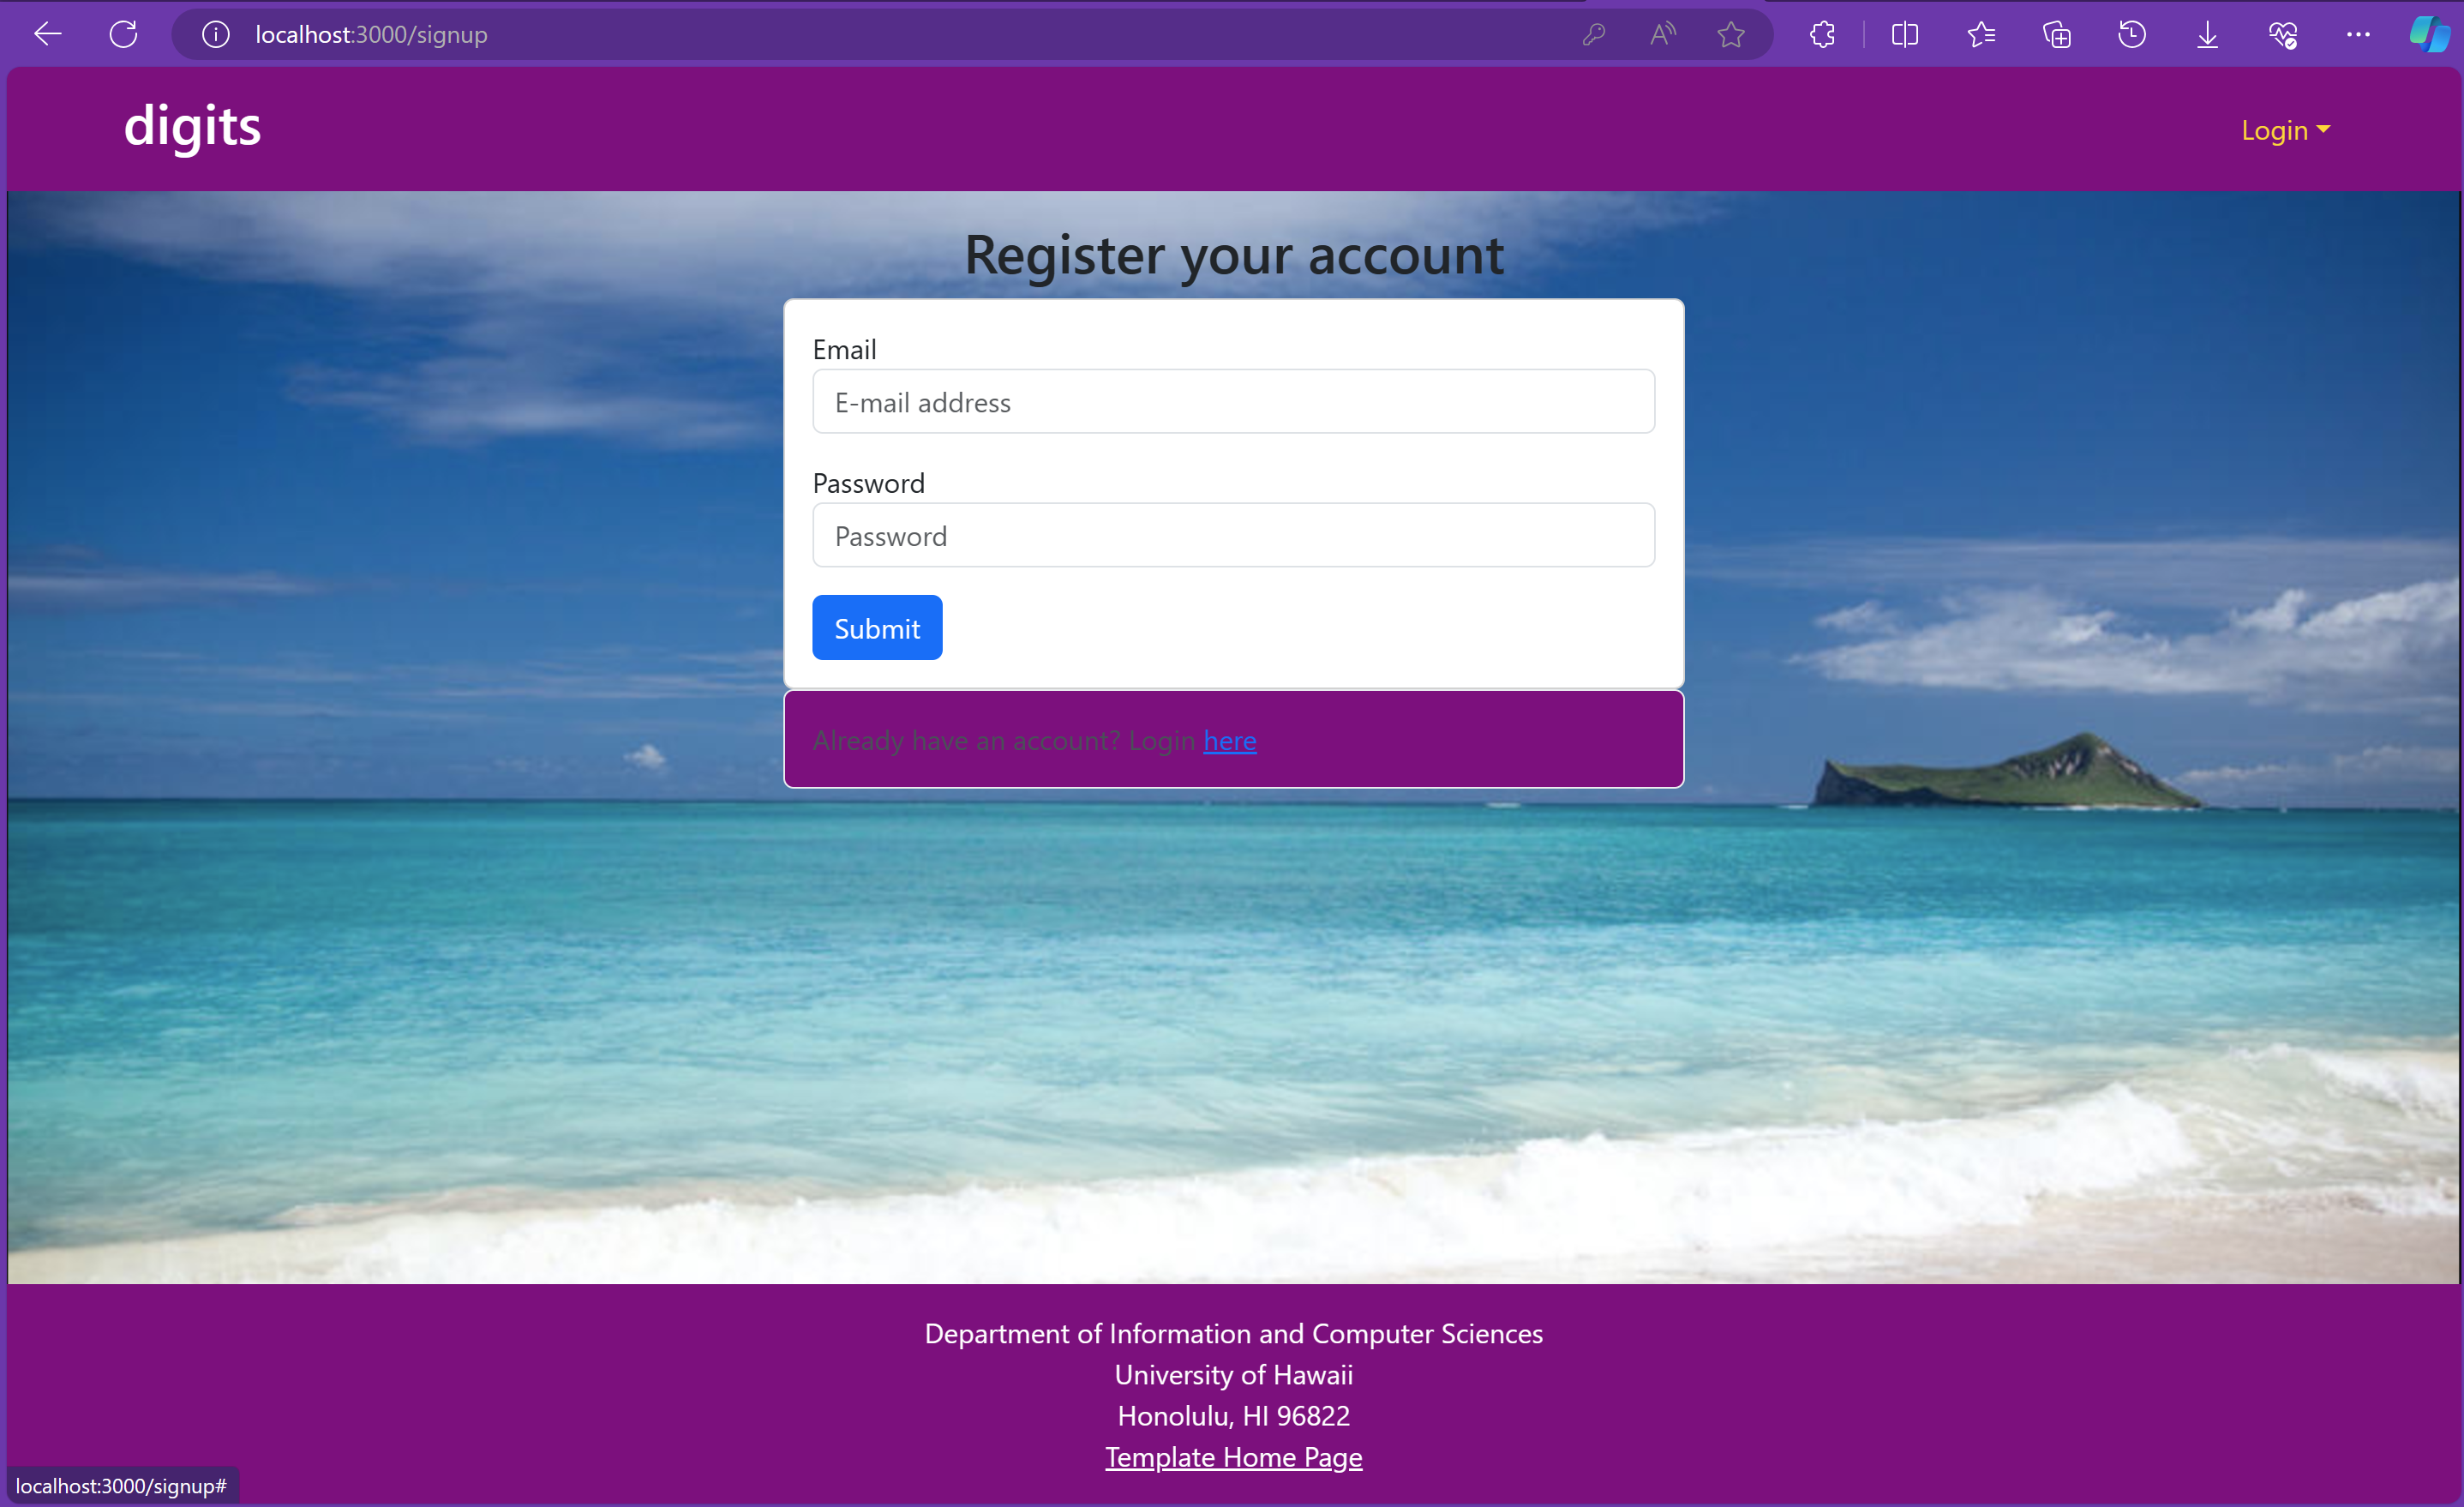 localhost:3000/signup
digits
Login
Register your account
Email
E-mail address
Password
Password
Submit
Already have an account? Login here
Department of Information and Computer Sciences
University of Hawaii
Honolulu, HI 96822
Template Home Page
localhost:3000/signup#